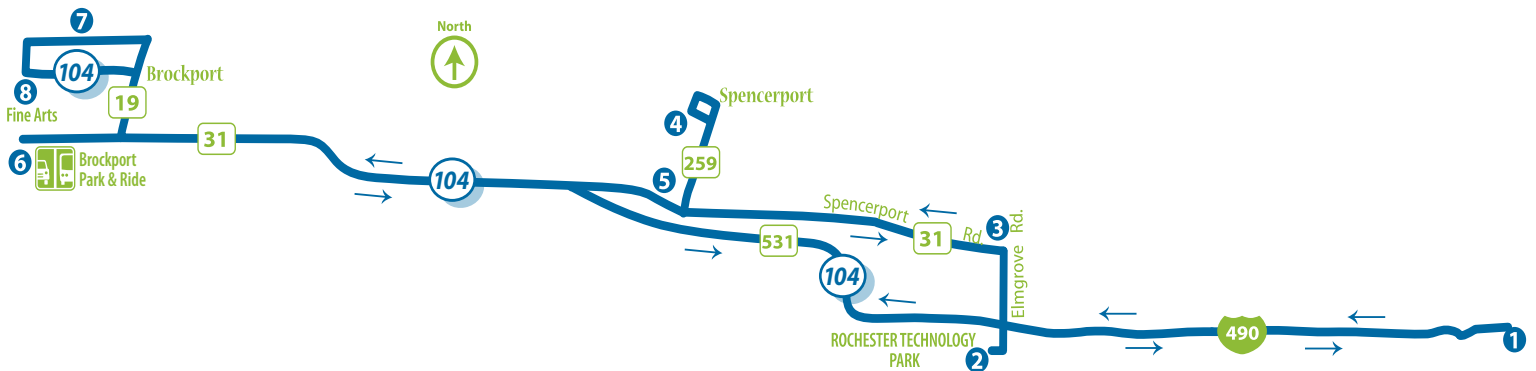 7
North
104
Brockport
8
Fine Arts
19
Spencerport
4
31
6
Brockport
Park & Ride
259
104
5
Spencerport
Rd.
31
3
Elmgrove Rd.
531
104
ROCHESTER TECHNOLOGY
PARK
2
490
1